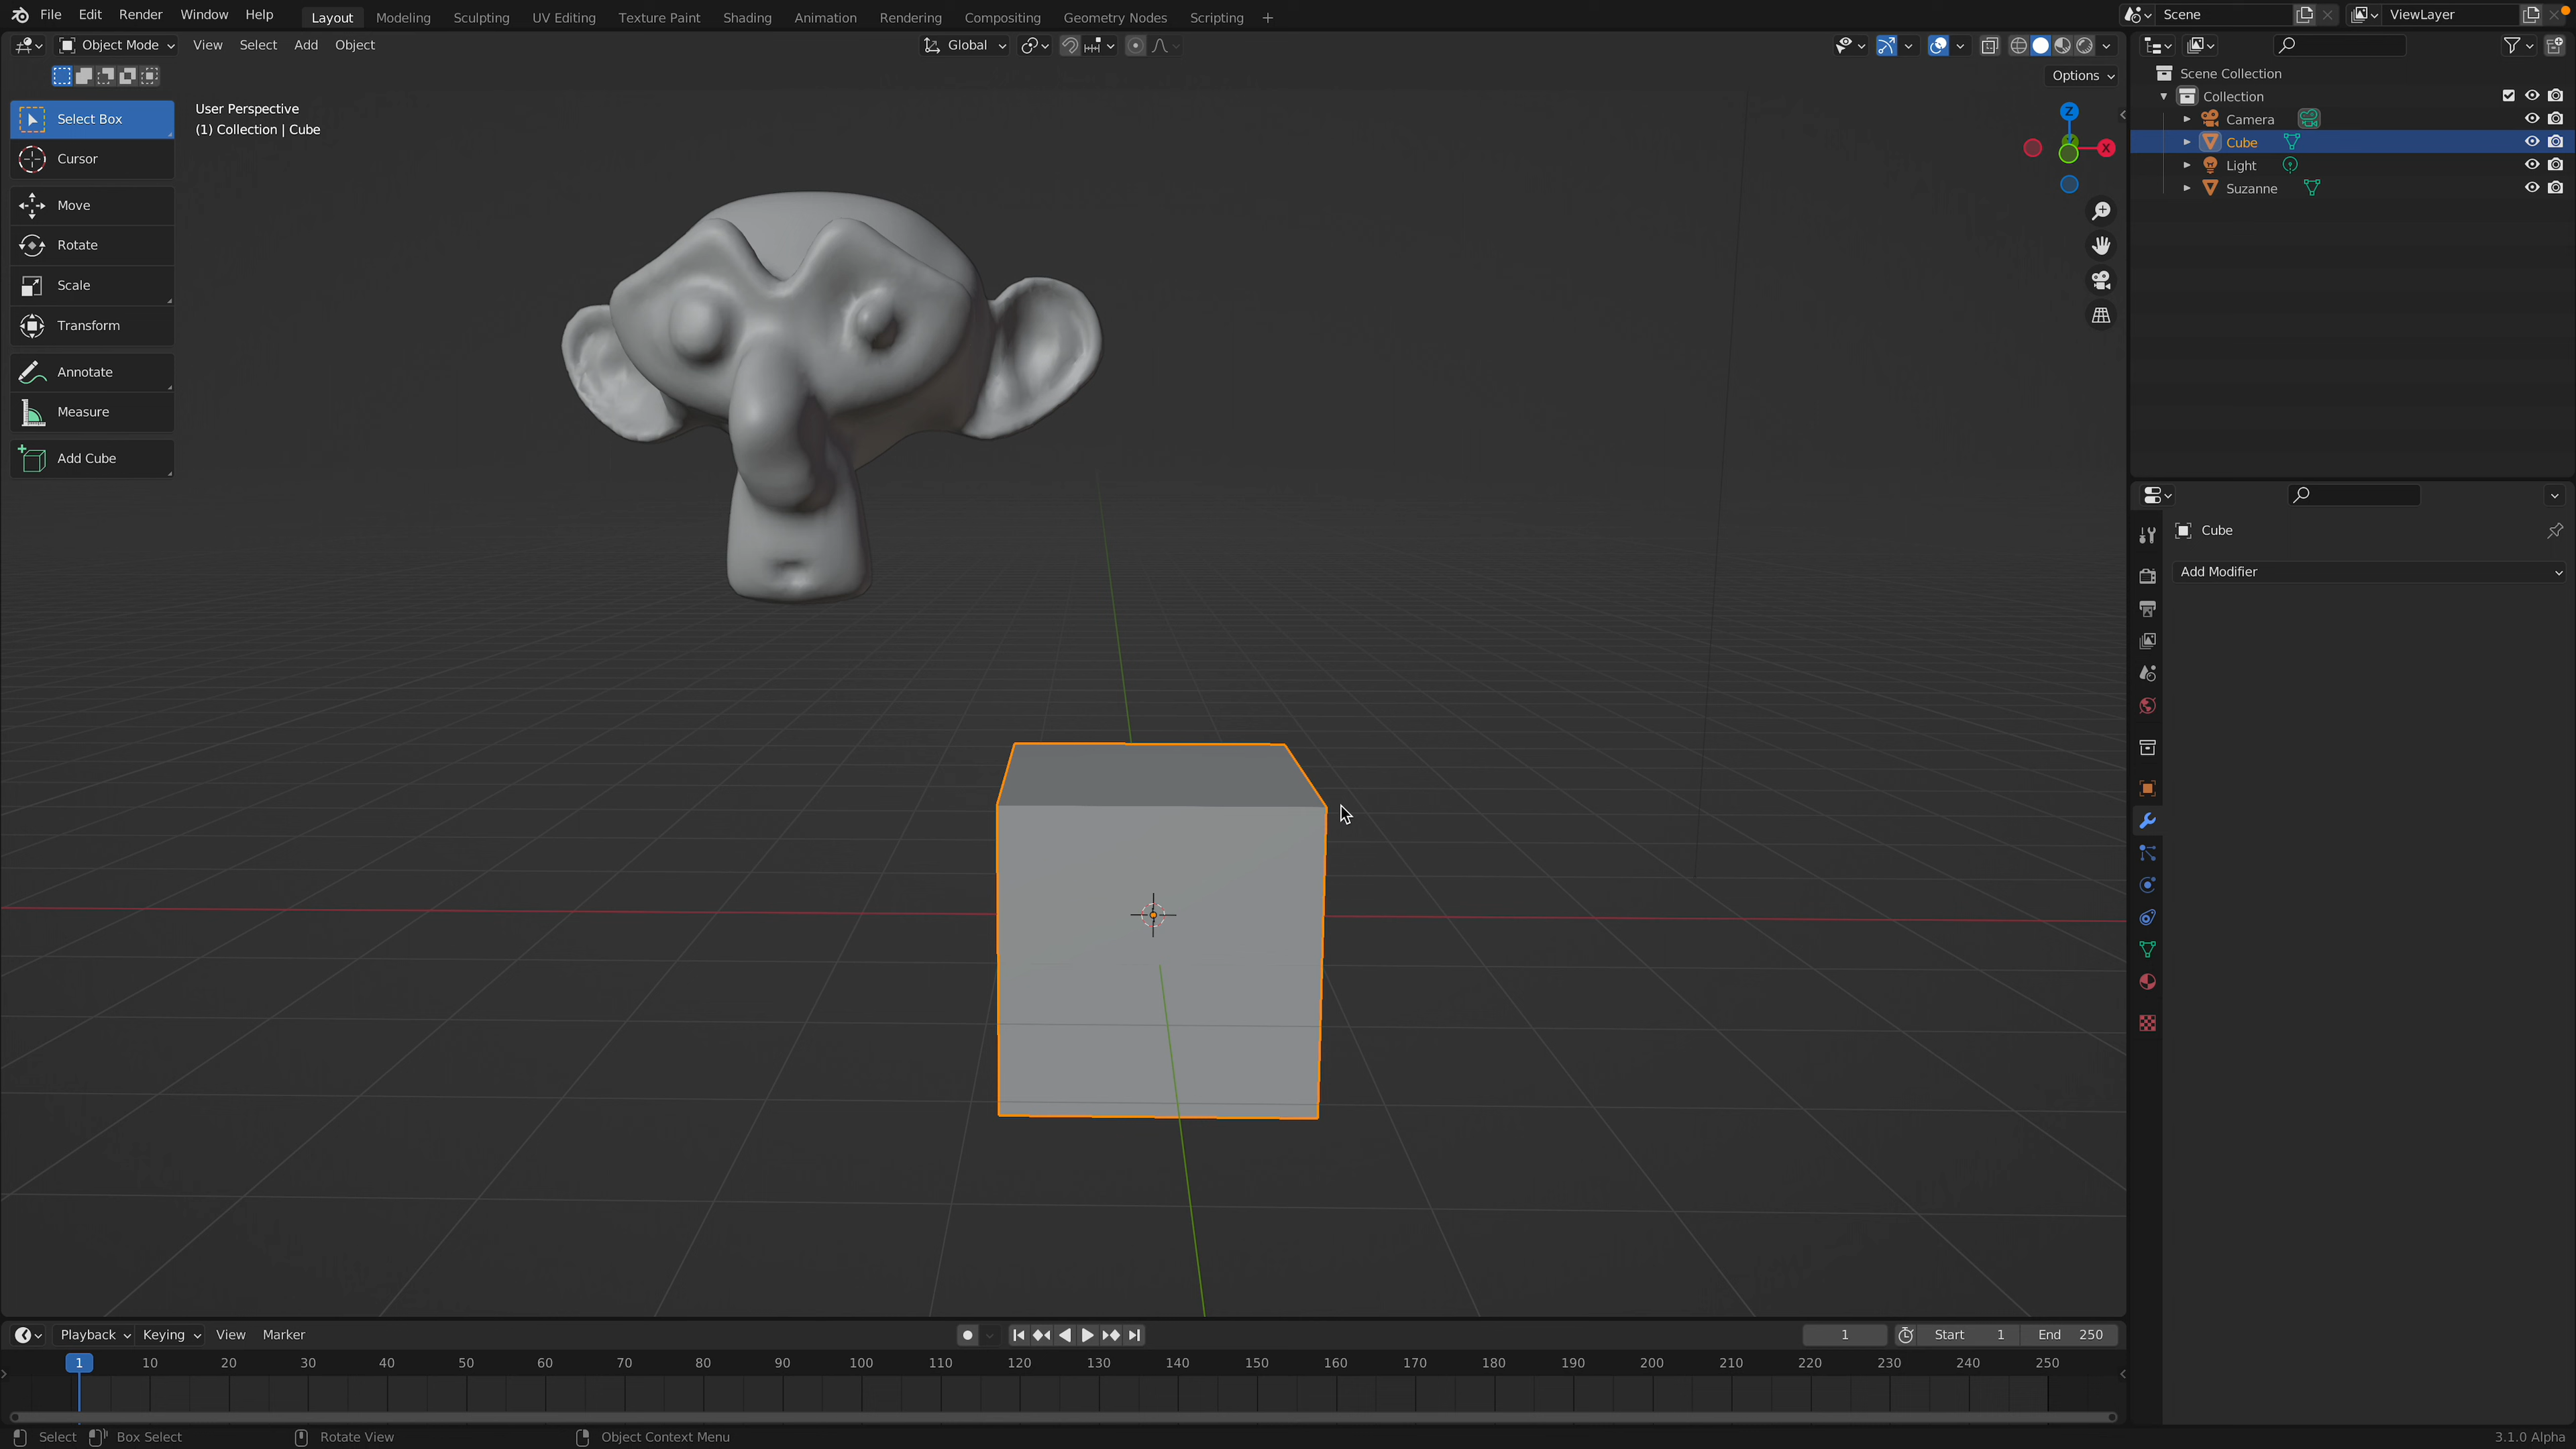 File Edit Render Window Help Layout Modeling Sculpting UV Editing Texture Paint Shading Animation Rendering Compositing Geometry Nodes Scripting + Scene ViewLayer
Object Mode View Select Add Object Global
Options
User Perspective
(1) Collection | Cube
Select Box
Cursor
Move
Rotate
Scale
Transform
Annotate
Measure
Add Cube
Z
X
Scene Collection
Collection
Camera
Cube
Light
Suzanne
Cube
Add Modifier
Playback Keying View Marker 1 Start 1 End 250
1 10 20 30 40 50 60 70 80 90 100 110 120 130 140 150 160 170 180 190 200 210 220 230 240 250
Select Box Select Rotate View Object Context Menu 3.1.0 Alpha